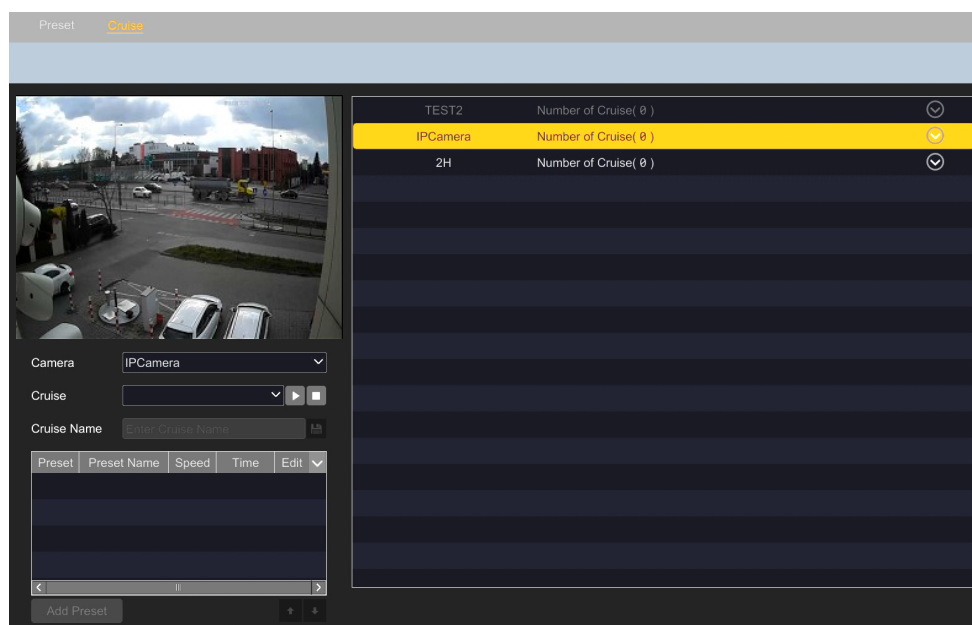 Preset Cruise
TEST2 Number of Cruise( 0 )
IPCamera Number of Cruise( 0 )
2H Number of Cruise( 0 )
Camera IPCamera
Cruise
Cruise Name Enter Cruise Name
Preset Preset Name Speed Time Edit
Add Preset